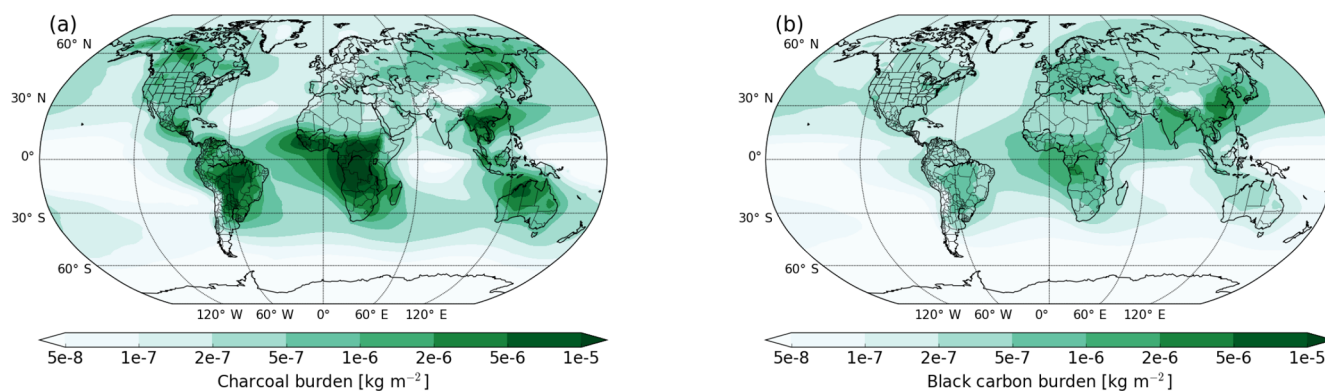 (a)
60° N
30° N
0°
30° S
60° S
120° W 60° W 0° 60° E 120° E
5e-8 1e-7 2e-7 5e-7 1e-6 2e-6 5e-6 1e-5
Charcoal burden [kg m⁻²]
(b)
60° N
30° N
0°
30° S
60° S
120° W 60° W 0° 60° E 120° E
5e-8 1e-7 2e-7 5e-7 1e-6 2e-6 5e-6 1e-5
Black carbon burden [kg m⁻²]